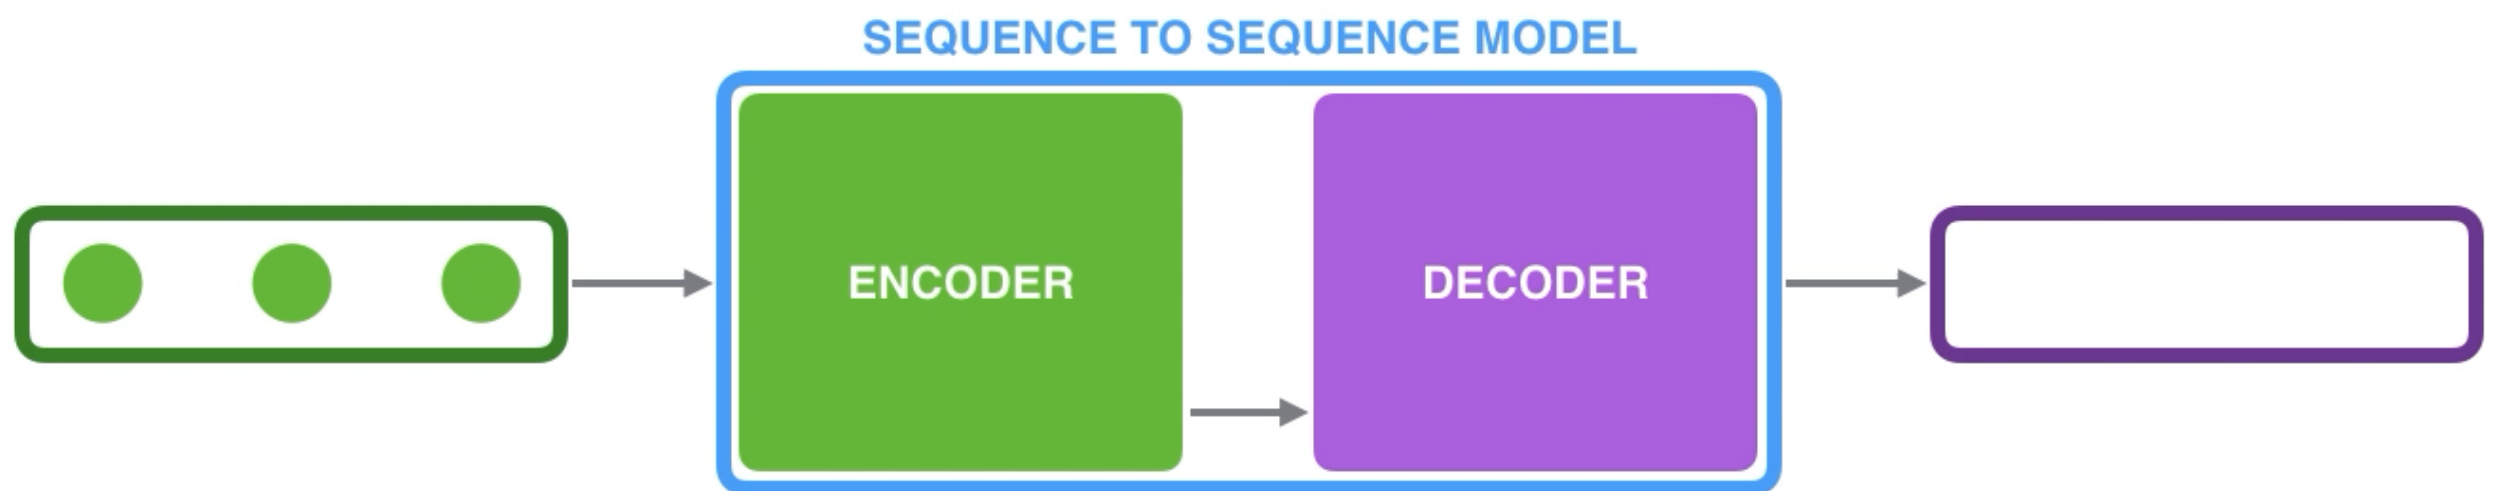 SEQUENCE TO SEQUENCE MODEL
ENCODER
DECODER